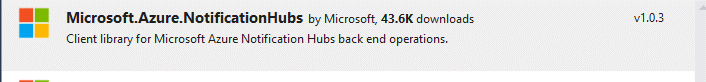 Microsoft.Azure.NotificationHubs by Microsoft, 43.6K downloads v1.0.3
Client library for Microsoft Azure Notification Hubs back end operations.